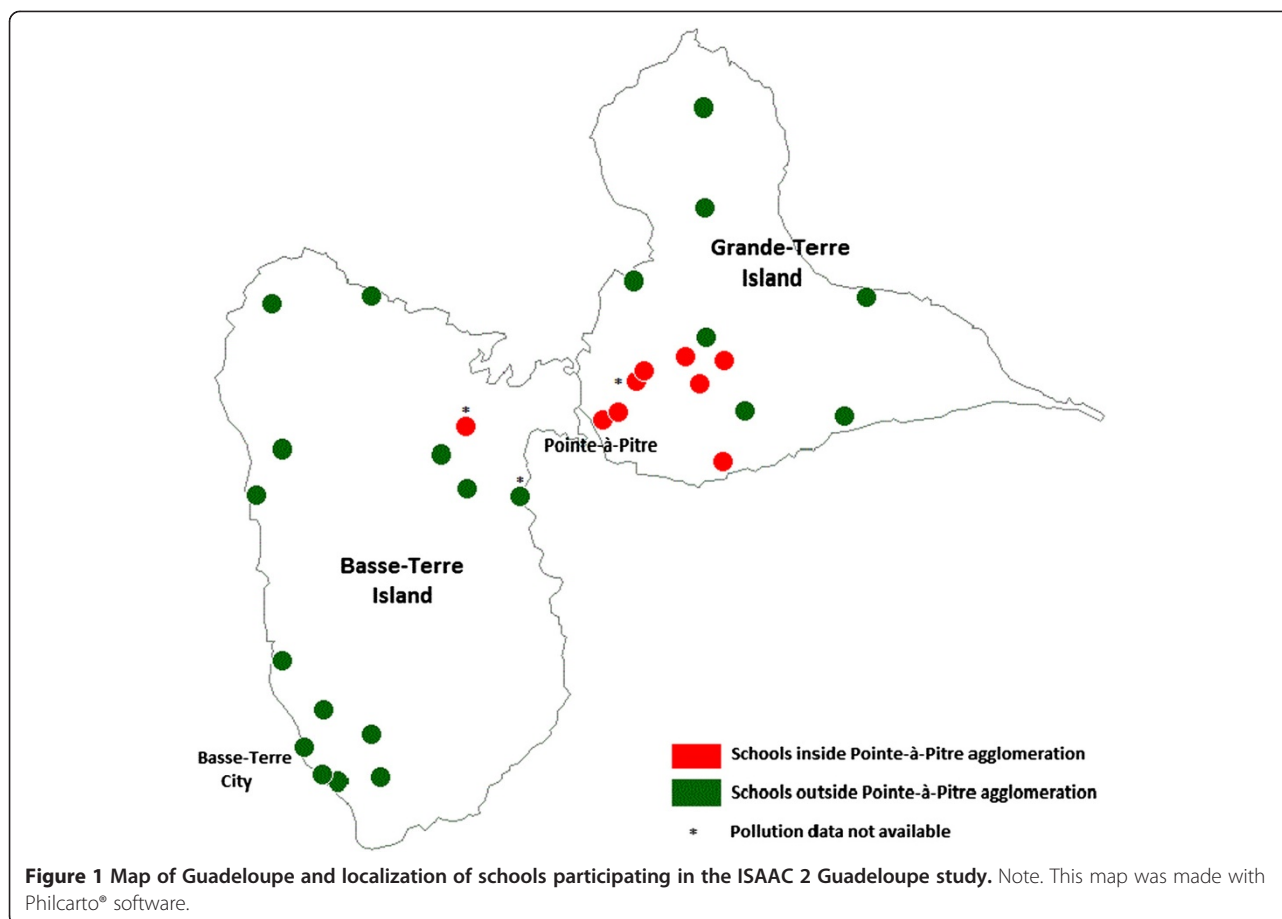 Grande-Terre
Island
*
*
Pointe-à-Pitre
*
Basse-Terre
Island
Basse-Terre
City
Schools inside Pointe-à-Pitre agglomeration
Schools outside Pointe-à-Pitre agglomeration
* Pollution data not available
Figure 1 Map of Guadeloupe and localization of schools participating in the ISAAC 2 Guadeloupe study. Note. This map was made with
Philcarto® software.